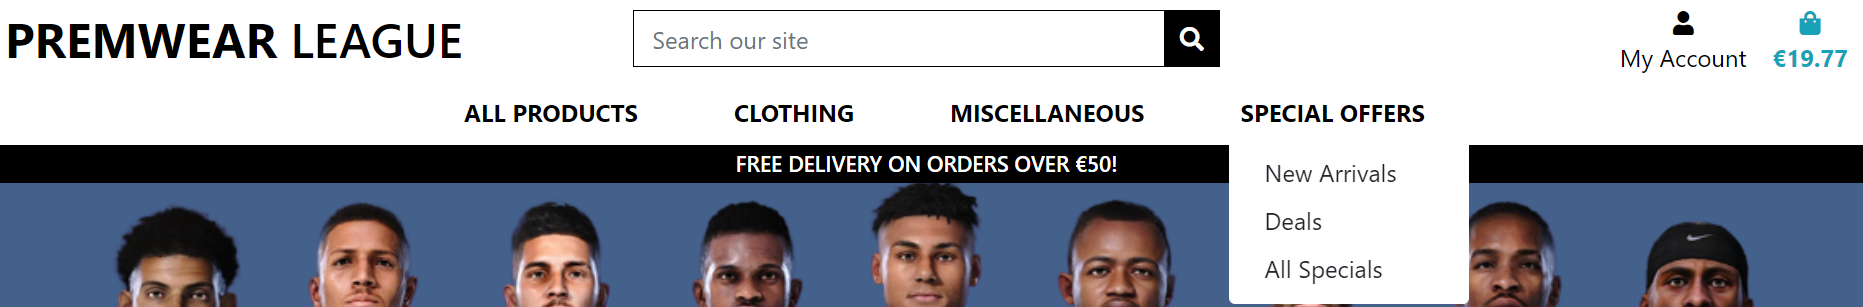 PREMWEAR LEAGUE
Search our site
My Account
€19.77
ALL PRODUCTS
CLOTHING
MISCELLANEOUS
SPECIAL OFFERS
FREE DELIVERY ON ORDERS OVER €50!
New Arrivals
Deals
All Specials